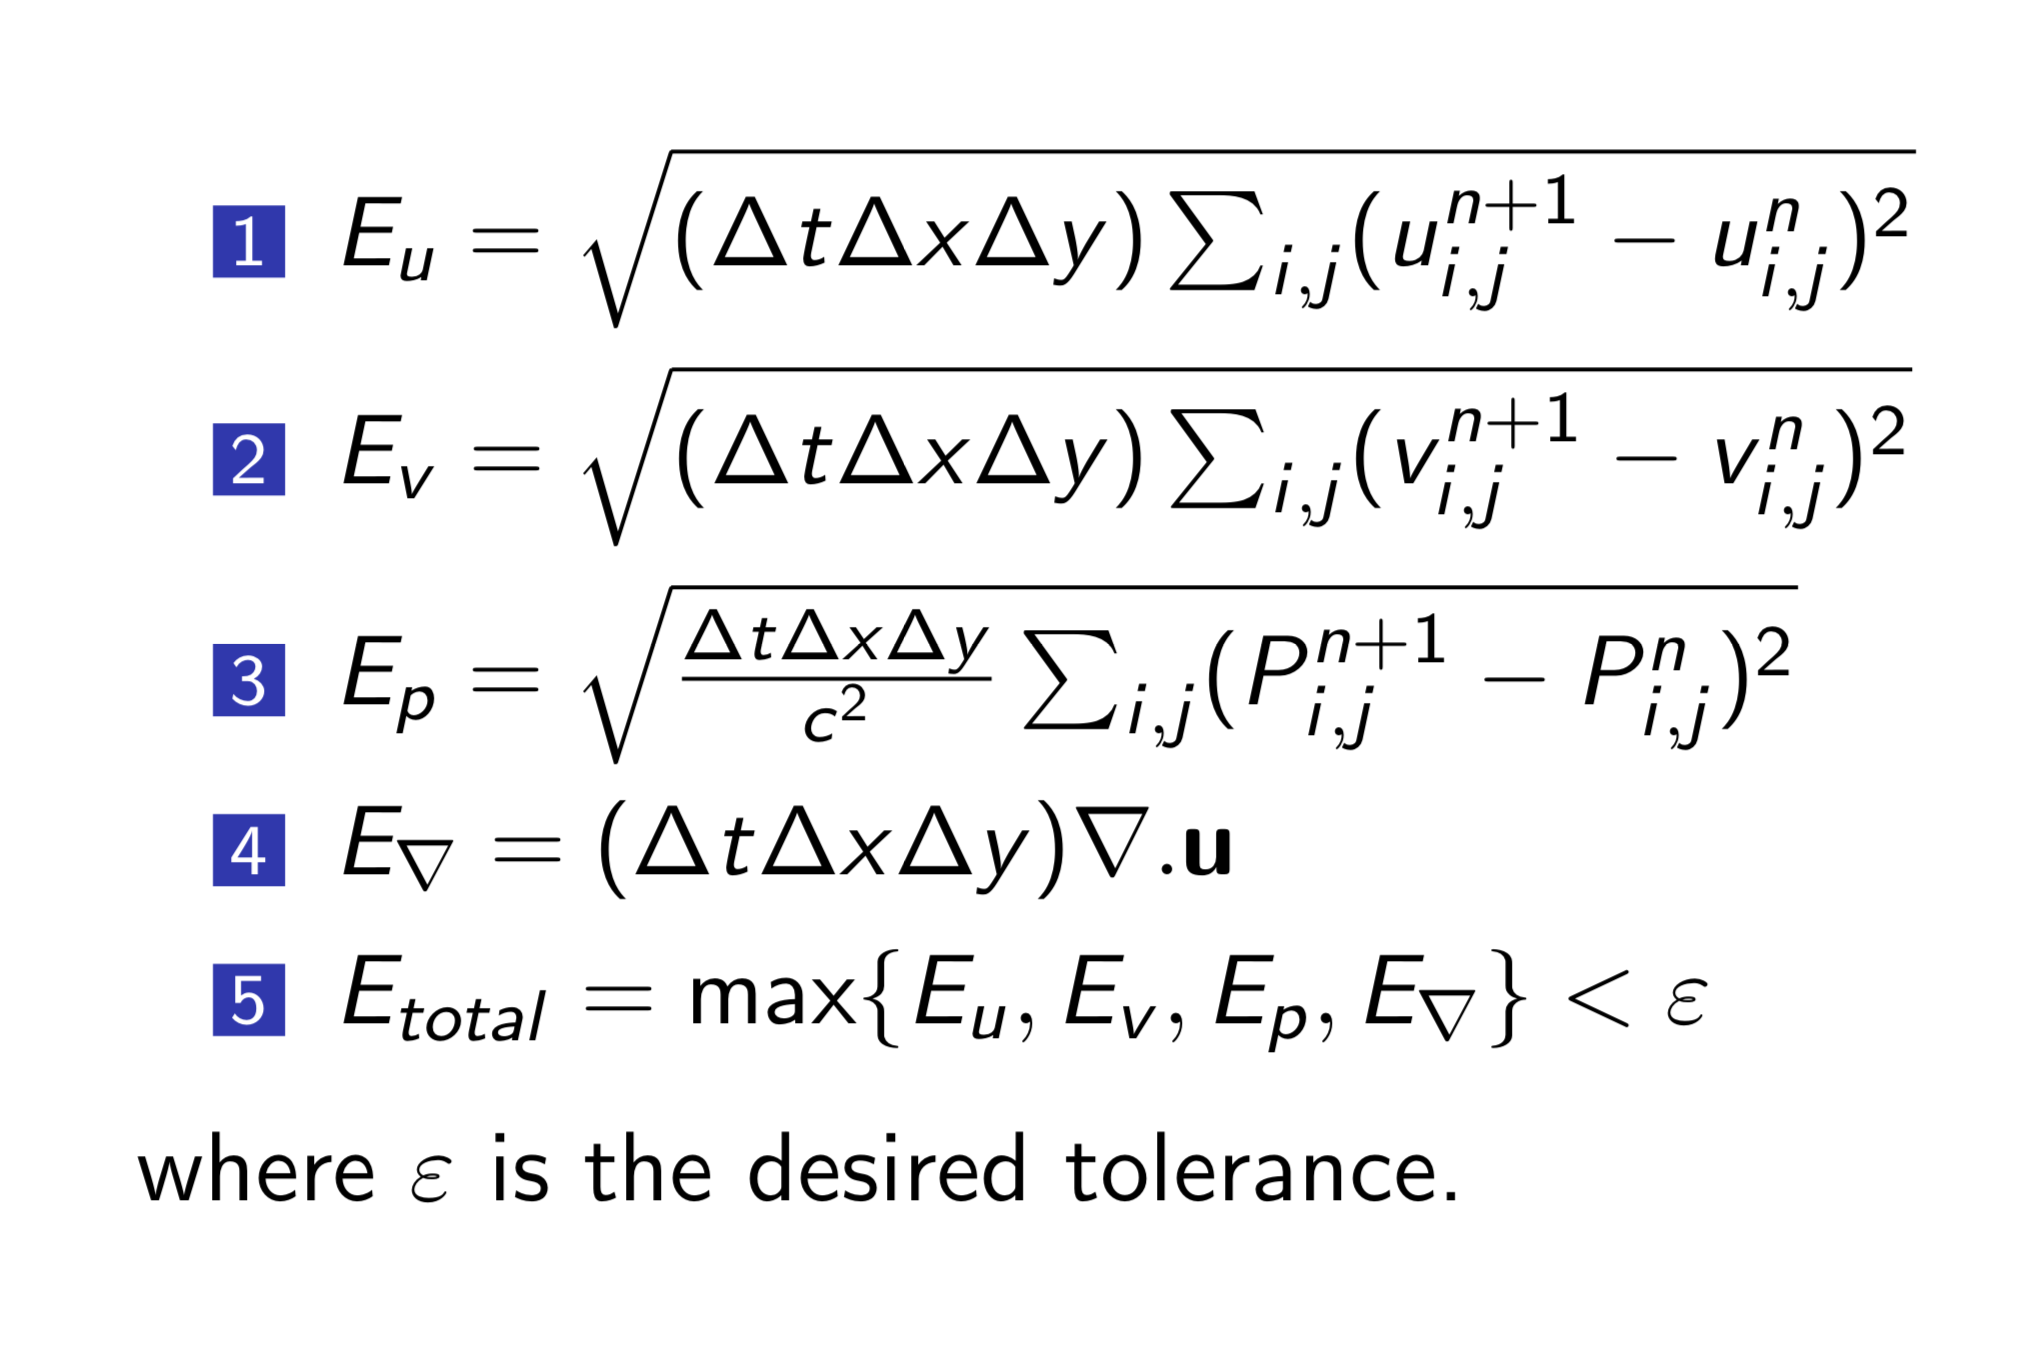 1 $E_u = \sqrt{(\Delta t \Delta x \Delta y) \sum_{i,j} (u_{i,j}^{n+1} - u_{i,j}^{n})^2}$
2 $E_v = \sqrt{(\Delta t \Delta x \Delta y) \sum_{i,j} (v_{i,j}^{n+1} - v_{i,j}^{n})^2}$
3 $E_p = \sqrt{\frac{\Delta t \Delta x \Delta y}{c^2} \sum_{i,j} (P_{i,j}^{n+1} - P_{i,j}^{n})^2}$
4 $E_\nabla = (\Delta t \Delta x \Delta y) \nabla . \mathbf{u}$
5 $E_{total} = \max\{E_u, E_v, E_p, E_\nabla\} < \varepsilon$
where $\varepsilon$ is the desired tolerance.